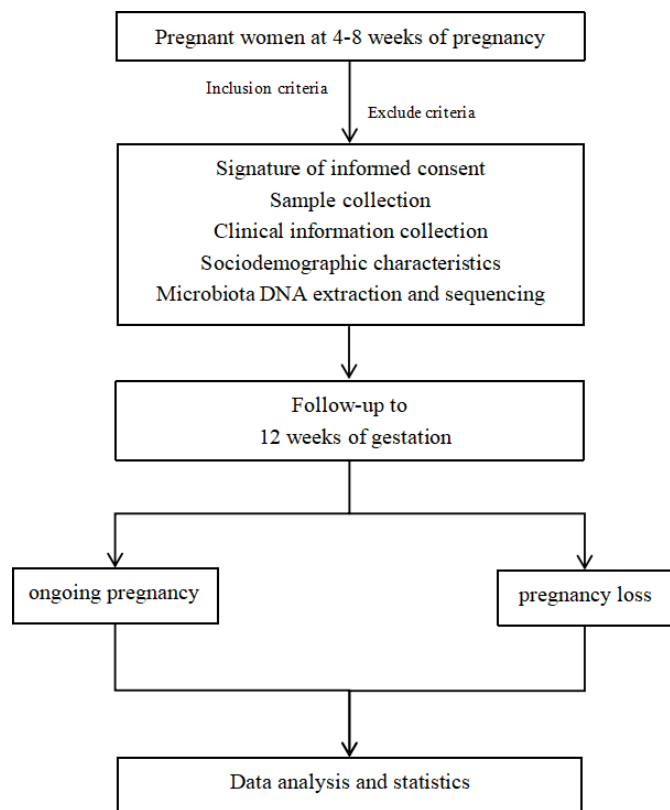 Pregnant women at 4-8 weeks of pregnancy
Inclusion criteria
Exclude criteria
Signature of informed consent
Sample collection
Clinical information collection
Sociodemographic characteristics
Microbiota DNA extraction and sequencing
Follow-up to
12 weeks of gestation
ongoing pregnancy
pregnancy loss
Data analysis and statistics